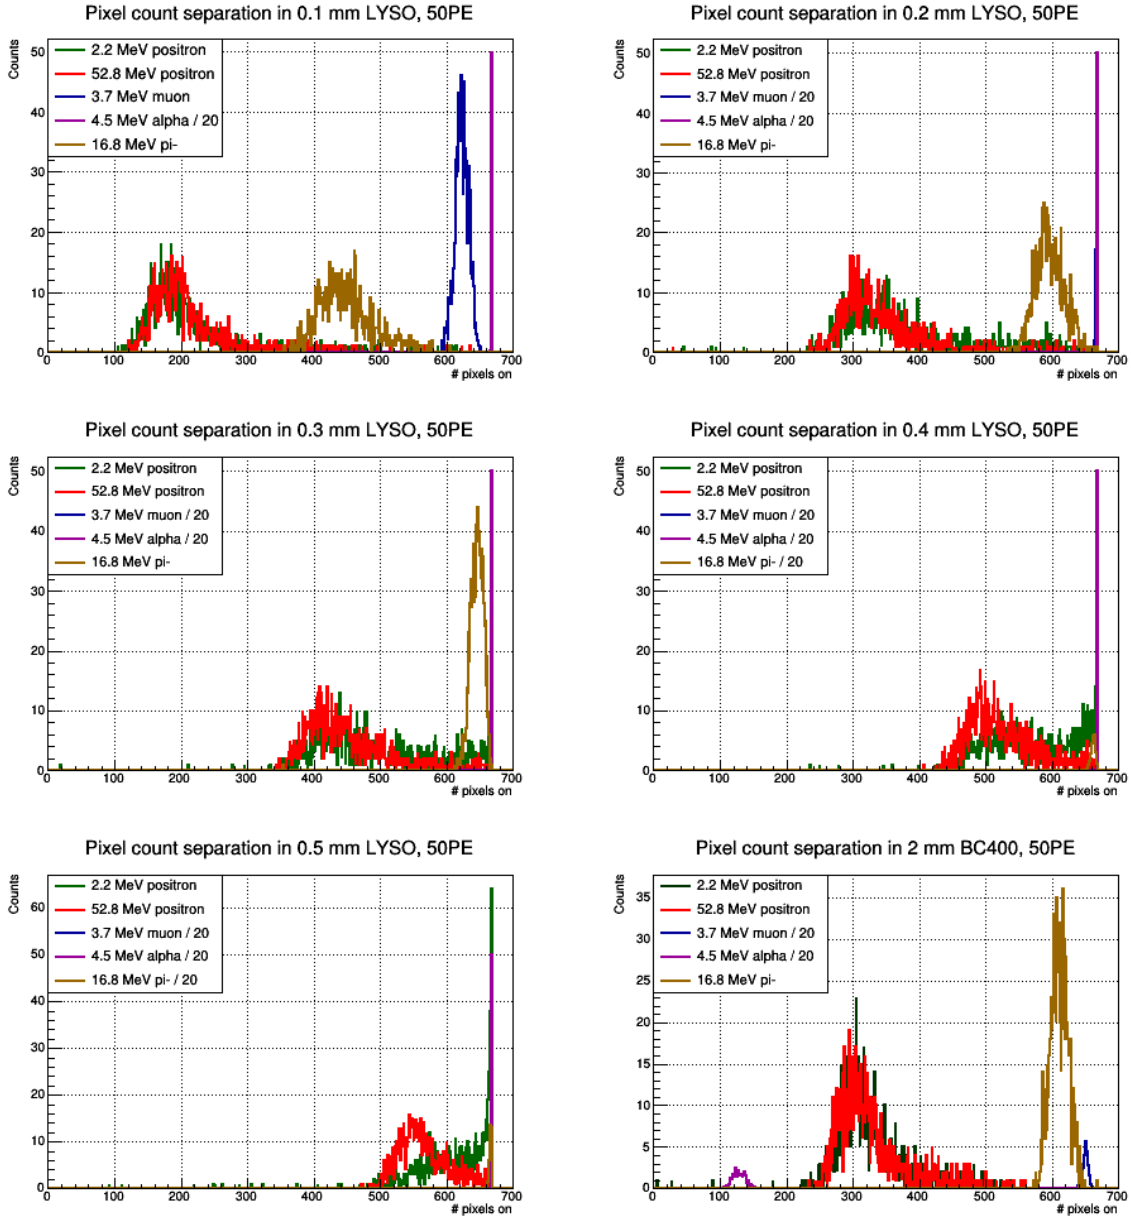 Pixel count separation in 0.1 mm LYSO, 50PE
Counts
50
40
30
20
10
0
2.2 MeV positron
52.8 MeV positron
3.7 MeV muon
4.5 MeV alpha / 20
16.8 MeV pi-
0 100 200 300 400 500 600 700
# pixels on
Pixel count separation in 0.2 mm LYSO, 50PE
Counts
50
40
30
20
10
0
2.2 MeV positron
52.8 MeV positron
3.7 MeV muon / 20
4.5 MeV alpha / 20
16.8 MeV pi-
0 100 200 300 400 500 600 700
# pixels on
Pixel count separation in 0.3 mm LYSO, 50PE
Counts
50
40
30
20
10
0
2.2 MeV positron
52.8 MeV positron
3.7 MeV muon / 20
4.5 MeV alpha / 20
16.8 MeV pi-
0 100 200 300 400 500 600 700
# pixels on
Pixel count separation in 0.4 mm LYSO, 50PE
Counts
50
40
30
20
10
0
2.2 MeV positron
52.8 MeV positron
3.7 MeV muon / 20
4.5 MeV alpha / 20
16.8 MeV pi- / 20
0 100 200 300 400 500 600 700
# pixels on
Pixel count separation in 0.5 mm LYSO, 50PE
Counts
60
50
40
30
20
10
0
2.2 MeV positron
52.8 MeV positron
3.7 MeV muon / 20
4.5 MeV alpha / 20
16.8 MeV pi- / 20
0 100 200 300 400 500 600 700
# pixels on
Pixel count separation in 2 mm BC400, 50PE
Counts
35
30
25
20
15
10
5
0
2.2 MeV positron
52.8 MeV positron
3.7 MeV muon / 20
4.5 MeV alpha / 20
16.8 MeV pi-
0 100 200 300 400 500 600 700
# pixels on